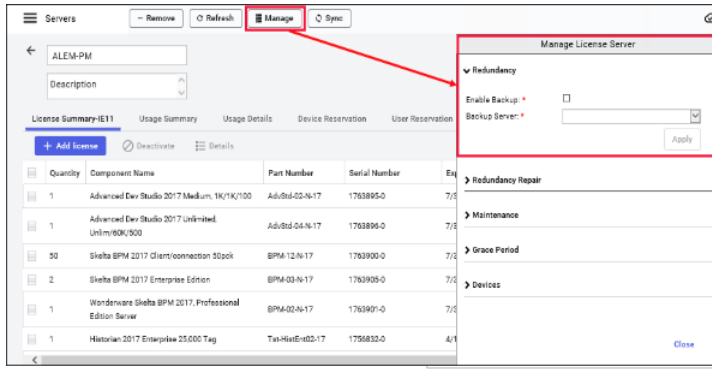 Servers
− Remove
Refresh
Manage
Sync
ALEM-PM
Description
License Summary-IE11
Usage Summary
Usage Details
Device Reservation
User Reservation
+ Add license
Deactivate
Details
Quantity Component Name Part Number Serial Number
1 Advanced Dev Studio 2017 Medium, 1K/1K/100 AdvStd-02-N-17 1763895-0
1 Advanced Dev Studio 2017 Unlimited,
Unlim/60K/500 AdvStd-04-N-17 1763896-0
50 Skelta BPM 2017 Client/connection 50pck BPM-12-N-17 1763900-0
2 Skelta BPM 2017 Enterprise Edition BPM-03-N-17 1763905-0
1 Wonderware Skelta BPM 2017, Professional
Edition Server BPM-02-N-17 1763901-0
1 Historian 2017 Enterprise 25,000 Tag Tst-HistEnt02-17 1756832-0
Manage License Server
Redundancy
Enable Backup: *
Backup Server: *
Apply
Redundancy Repair
Maintenance
Grace Period
Devices
Close